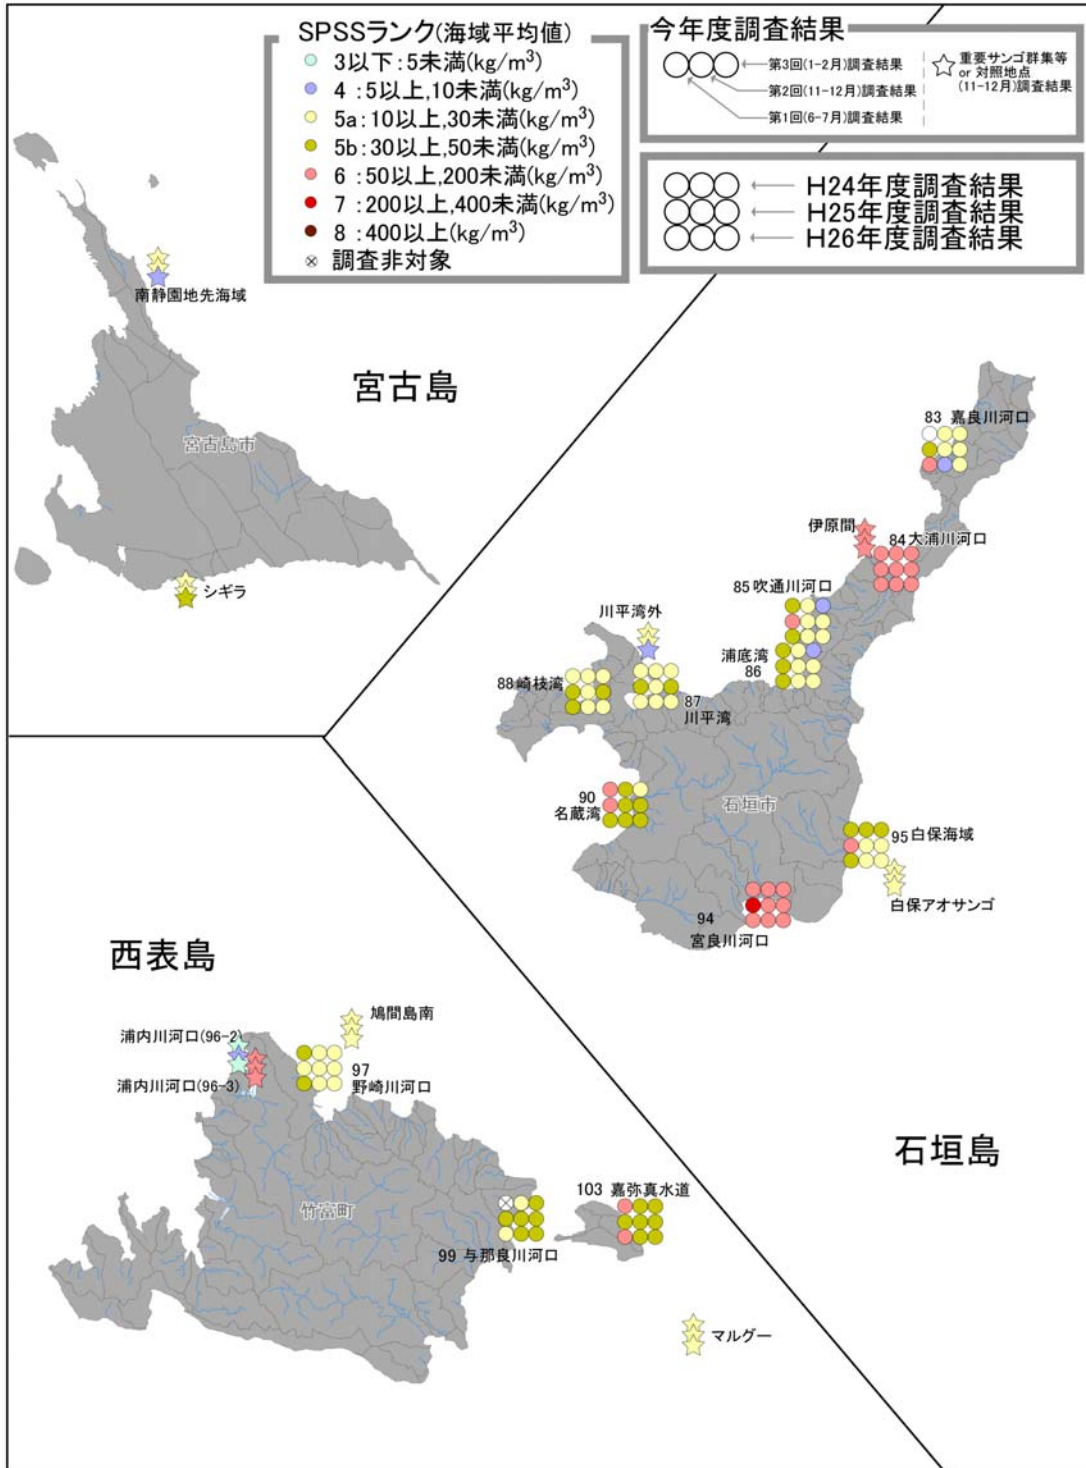 SPSSランク(海域平均値)
3以下:5未満(kg/m³)
4 :5以上,10未満(kg/m³)
5a:10以上,30未満(kg/m³)
5b:30以上,50未満(kg/m³)
6 :50以上,200未満(kg/m³)
7 :200以上,400未満(kg/m³)
8 :400以上(kg/m³)
調査非対象
今年度調査結果
第3回(1-2月)調査結果
第2回(11-12月)調査結果
第1回(6-7月)調査結果
重要サンゴ群集等
or 対照地点
(11-12月)調査結果
H24年度調査結果
H25年度調査結果
H26年度調査結果
南静園地先海域
宮古島
宮古島市
シギラ
83 嘉良川河口
伊原間
84 大浦川河口
85 吹通川河口
川平湾外
浦底湾
86
88 崎枝湾
87
川平湾
90
名蔵湾
石垣市
95 白保海域
白保アオサンゴ
94
宮良川河口
西表島
鳩間島南
浦内川河口(96-2)
97
野崎川河口
浦内川河口(96-3)
石垣島
竹富町
103 嘉弥真水道
99 与那良川河口
マルグー